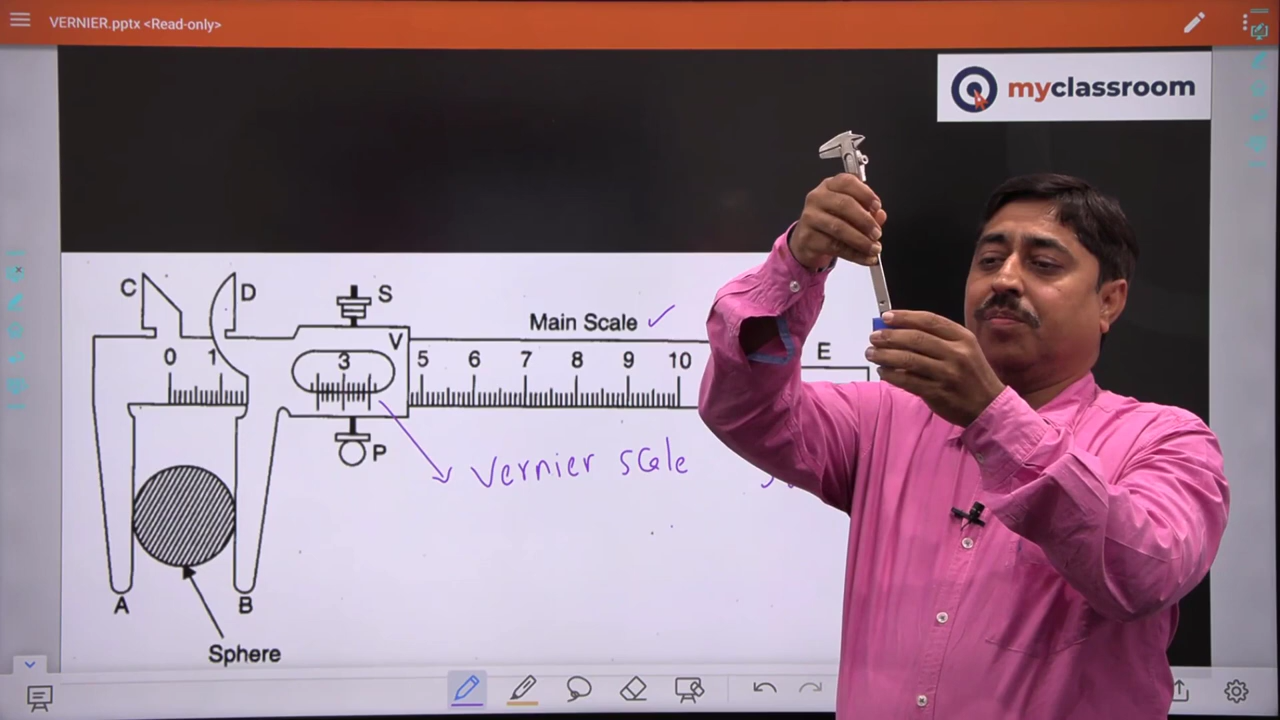 VERNIER.pptx <Read-only>
myclassroom
C
D
S
Main Scale
V
0 1 3 5 6 7 8 9 10
E
P
Vernier scale
A
B
Sphere